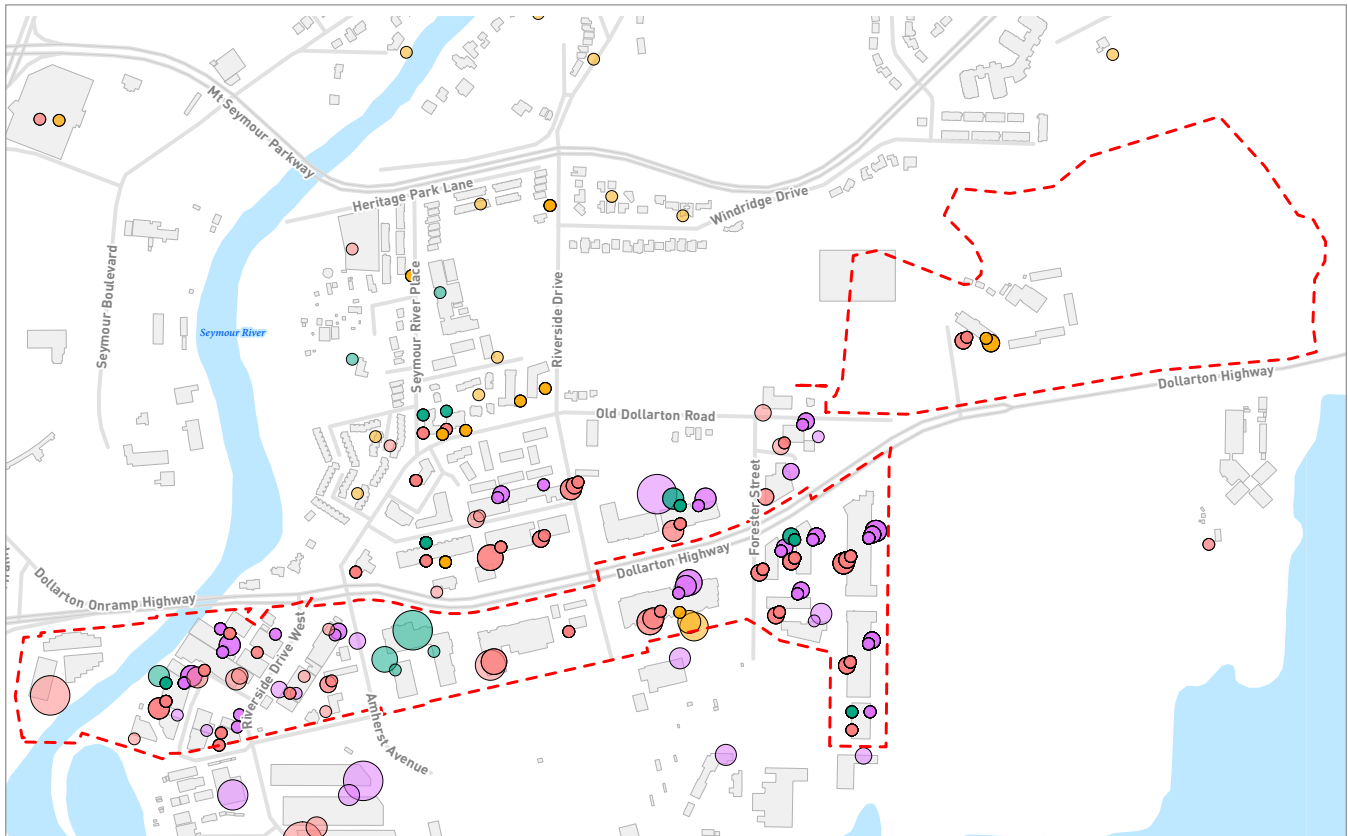 Mt Seymour Parkway
Heritage Park Lane
Windridge Drive
Seymour Boulevard
Seymour River
Seymour River Place
Riverside Drive
Dollarton Highway
Old Dollarton Road
Forester Street
Dollarton Highway
Dollarton Onramp Highway
Riverside Drive West
Amherst Avenue